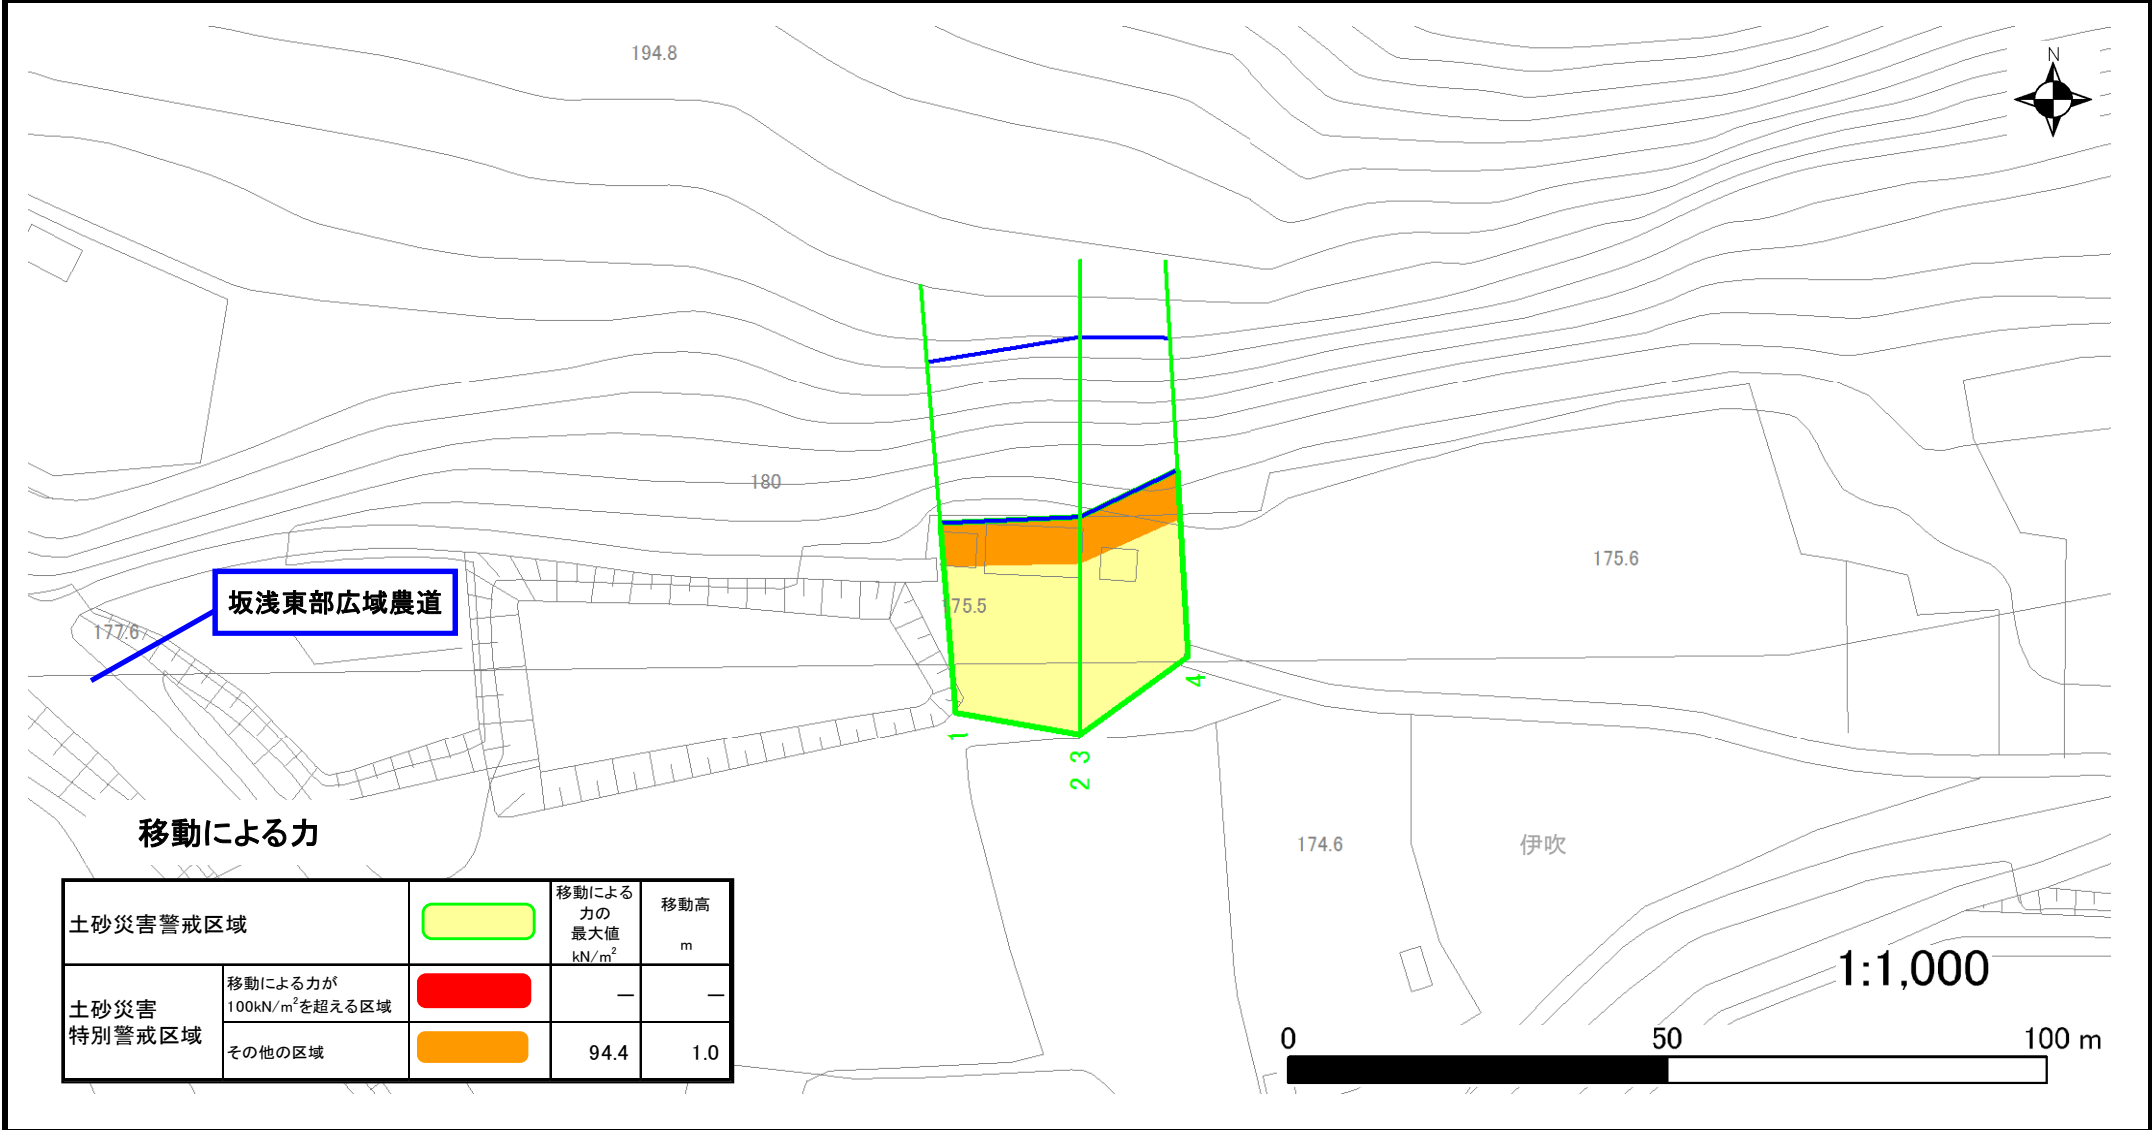 194.8
N
180
175.6
坂浅東部広域農道
175.5
177.6
4
1
3
2
移動による力
174.6
伊吹
土砂災害警戒区域
移動による
力の
最大値
kN/m²
移動高
m
土砂災害
特別警戒区域
移動による力が
100kN/m²を超える区域
―
―
その他の区域
94.4
1.0
1:1,000
0 50 100 m